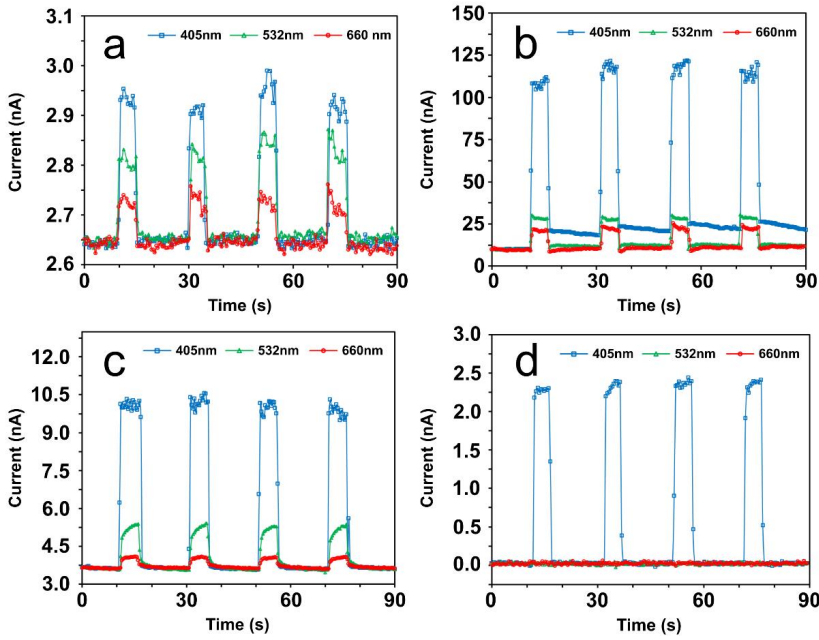 a
405nm 532nm 660 nm
3.1
3.0
2.9
2.8
2.7
2.6
Current (nA)
0 30 60 90
Time (s)
b
405nm 532nm 660nm
150
125
100
75
50
25
0
Current (nA)
0 30 60 90
Time (s)
c
405nm 532nm 660nm
12.0
10.5
9.0
7.5
6.0
4.5
3.0
Current (nA)
0 30 60 90
Time (s)
d
405nm 532nm 660nm
3.0
2.5
2.0
1.5
1.0
0.5
0.0
Current (nA)
0 30 60 90
Time (s)